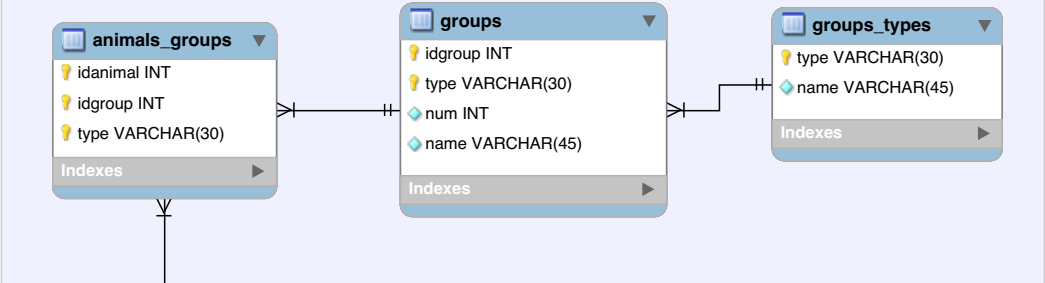 animals_groups
idanimal INT
idgroup INT
type VARCHAR(30)
Indexes
groups
idgroup INT
type VARCHAR(30)
num INT
name VARCHAR(45)
Indexes
groups_types
type VARCHAR(30)
name VARCHAR(45)
Indexes